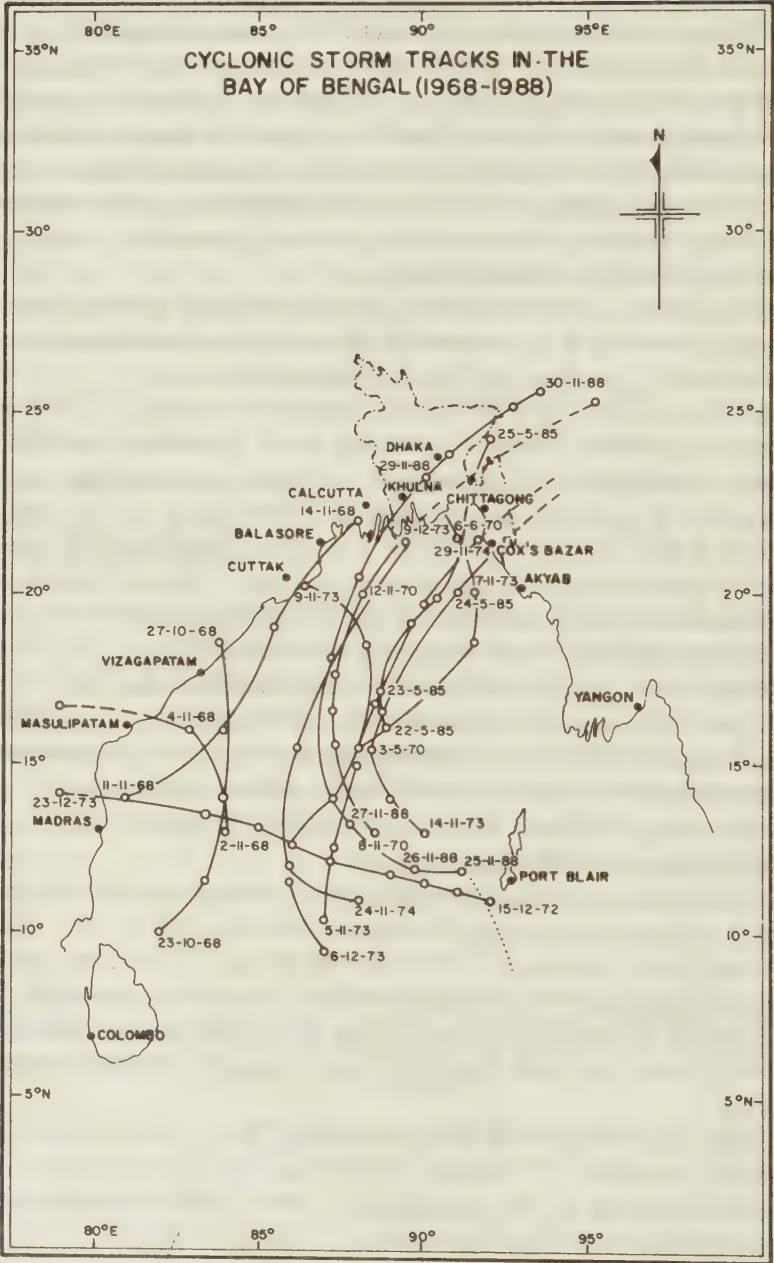 80°E 85° 90° 95°
35°N 35°N
CYCLONIC STORM TRACKS IN THE
BAY OF BENGAL (1968-1988)
N
30° 30°
30-11-88
25° 25°
25-5-85
DHAKA
29-11-88
KHULNA
CALCUTTA
CHITTAGONG
14-11-68
9-12-73 6-6-70
BALASORE
29-11-74 COX'S BAZAR
CUTTAK
17-11-73 AKYAB
20° 9-11-73 12-11-70 20°
24-5-85
27-10-68
VIZAGAPATAM
23-5-85
YANGON
MASULIPATAM 4-11-68
22-5-85
3-5-70
15° 15°
11-11-68
23-12-73
27-11-88
MADRAS
14-11-73
2-11-68
8-11-70
26-11-88 25-11-88
PORT BLAIR
24-11-74
15-12-72
5-11-73
10° 10°
23-10-68
6-12-73
COLOMBO
5°N 5°N
80°E 85° 90° 95°